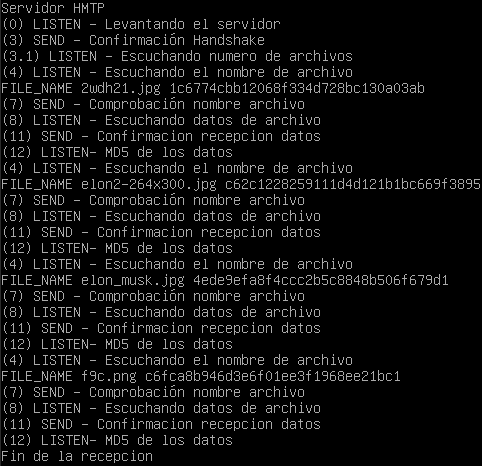 Servidor HMTP
(0) LISTEN - Levantando el servidor
(3) SEND - Confirmación Handshake
(3.1) LISTEN - Escuchando numero de archivos
(4) LISTEN - Escuchando el nombre de archivo
FILE_NAME 2wdh21.jpg 1c6774cbb12068f334d728bc130a03ab
(7) SEND - Comprobación nombre archivo
(8) LISTEN - Escuchando datos de archivo
(11) SEND - Confirmacion recepcion datos
(12) LISTEN- MD5 de los datos
(4) LISTEN - Escuchando el nombre de archivo
FILE_NAME elon2-264x300.jpg c62c1228259111d4d121b1bc669f3895
(7) SEND - Comprobación nombre archivo
(8) LISTEN - Escuchando datos de archivo
(11) SEND - Confirmacion recepcion datos
(12) LISTEN- MD5 de los datos
(4) LISTEN - Escuchando el nombre de archivo
FILE_NAME elon_musk.jpg 4ede9efa8f4ccc2b5c8848b506f679d1
(7) SEND - Comprobación nombre archivo
(8) LISTEN - Escuchando datos de archivo
(11) SEND - Confirmacion recepcion datos
(12) LISTEN- MD5 de los datos
(4) LISTEN - Escuchando el nombre de archivo
FILE_NAME f9c.png c6fca8b946d3e6f01ee3f1968ee21bc1
(7) SEND - Comprobación nombre archivo
(8) LISTEN - Escuchando datos de archivo
(11) SEND - Confirmacion recepcion datos
(12) LISTEN- MD5 de los datos
Fin de la recepcion